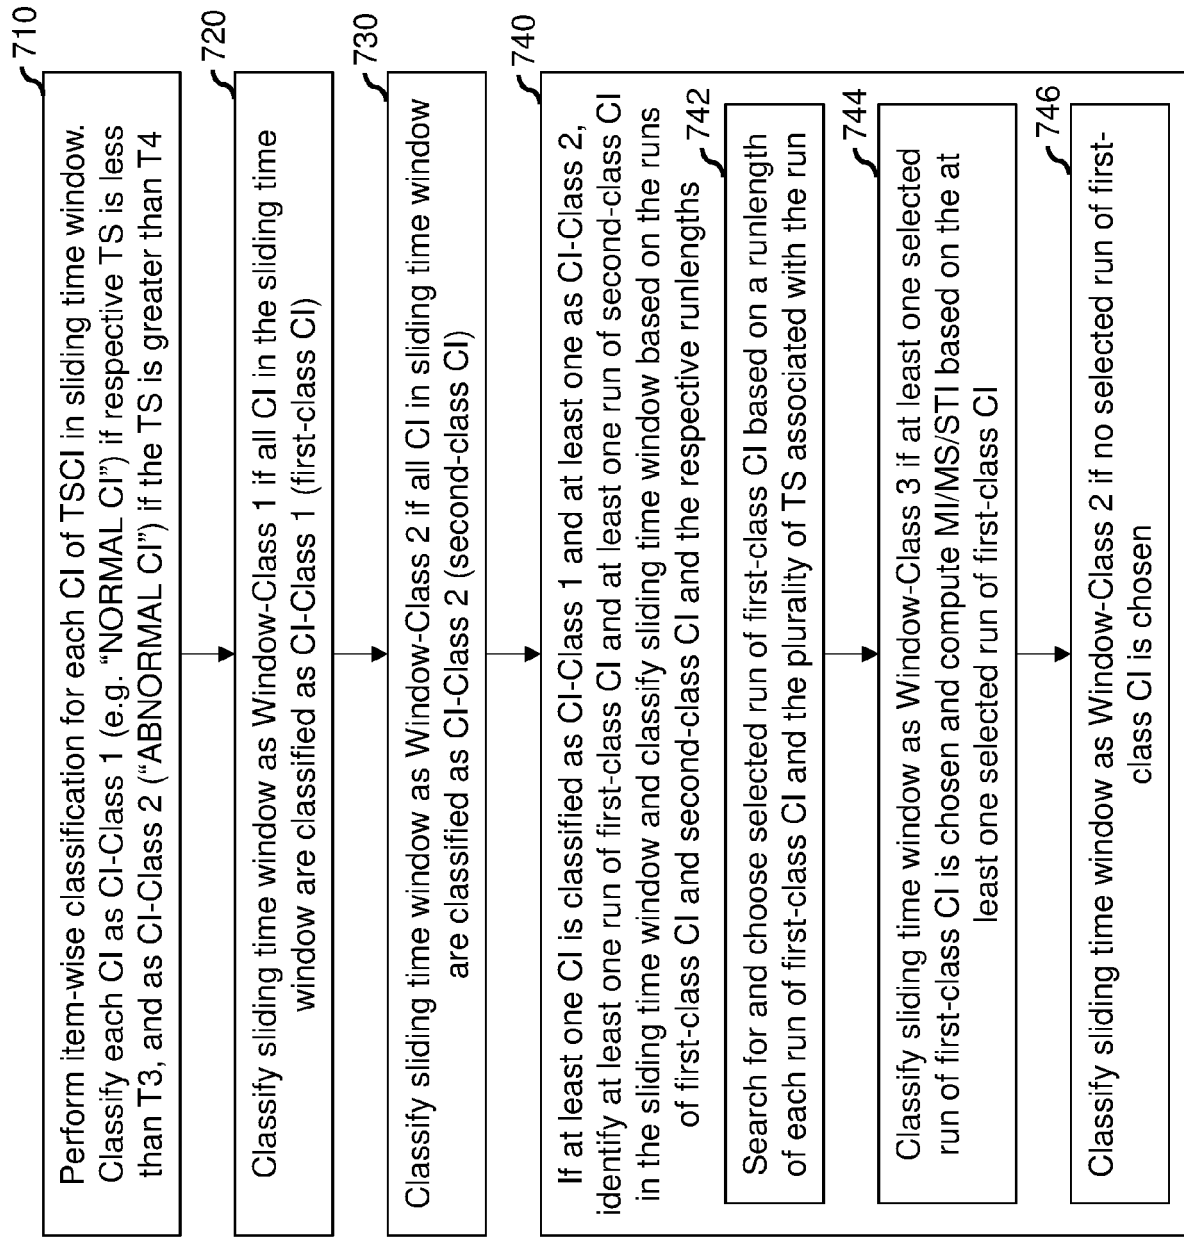 710
Perform item-wise classification for each CI of TSCI in sliding time window.
Classify each CI as CI-Class 1 (e.g. “NORMAL CI”) if respective TS is less
than T3, and as CI-Class 2 (“ABNORMAL CI”) if the TS is greater than T4
720
Classify sliding time window as Window-Class 1 if all CI in the sliding time
window are classified as CI-Class 1 (first-class CI)
730
Classify sliding time window as Window-Class 2 if all CI in sliding time window
are classified as CI-Class 2 (second-class CI)
740
If at least one CI is classified as CI-Class 1 and at least one as CI-Class 2,
identify at least one run of first-class CI and at least one run of second-class CI
in the sliding time window and classify sliding time window based on the runs
of first-class CI and second-class CI and the respective runlengths
742
Search for and choose selected run of first-class CI based on a runlength
of each run of first-class CI and the plurality of TS associated with the run
744
Classify sliding time window as Window-Class 3 if at least one selected
run of first-class CI is chosen and compute MI/MS/STI based on the at
least one selected run of first-class CI
746
Classify sliding time window as Window-Class 2 if no selected run of first-
class CI is chosen